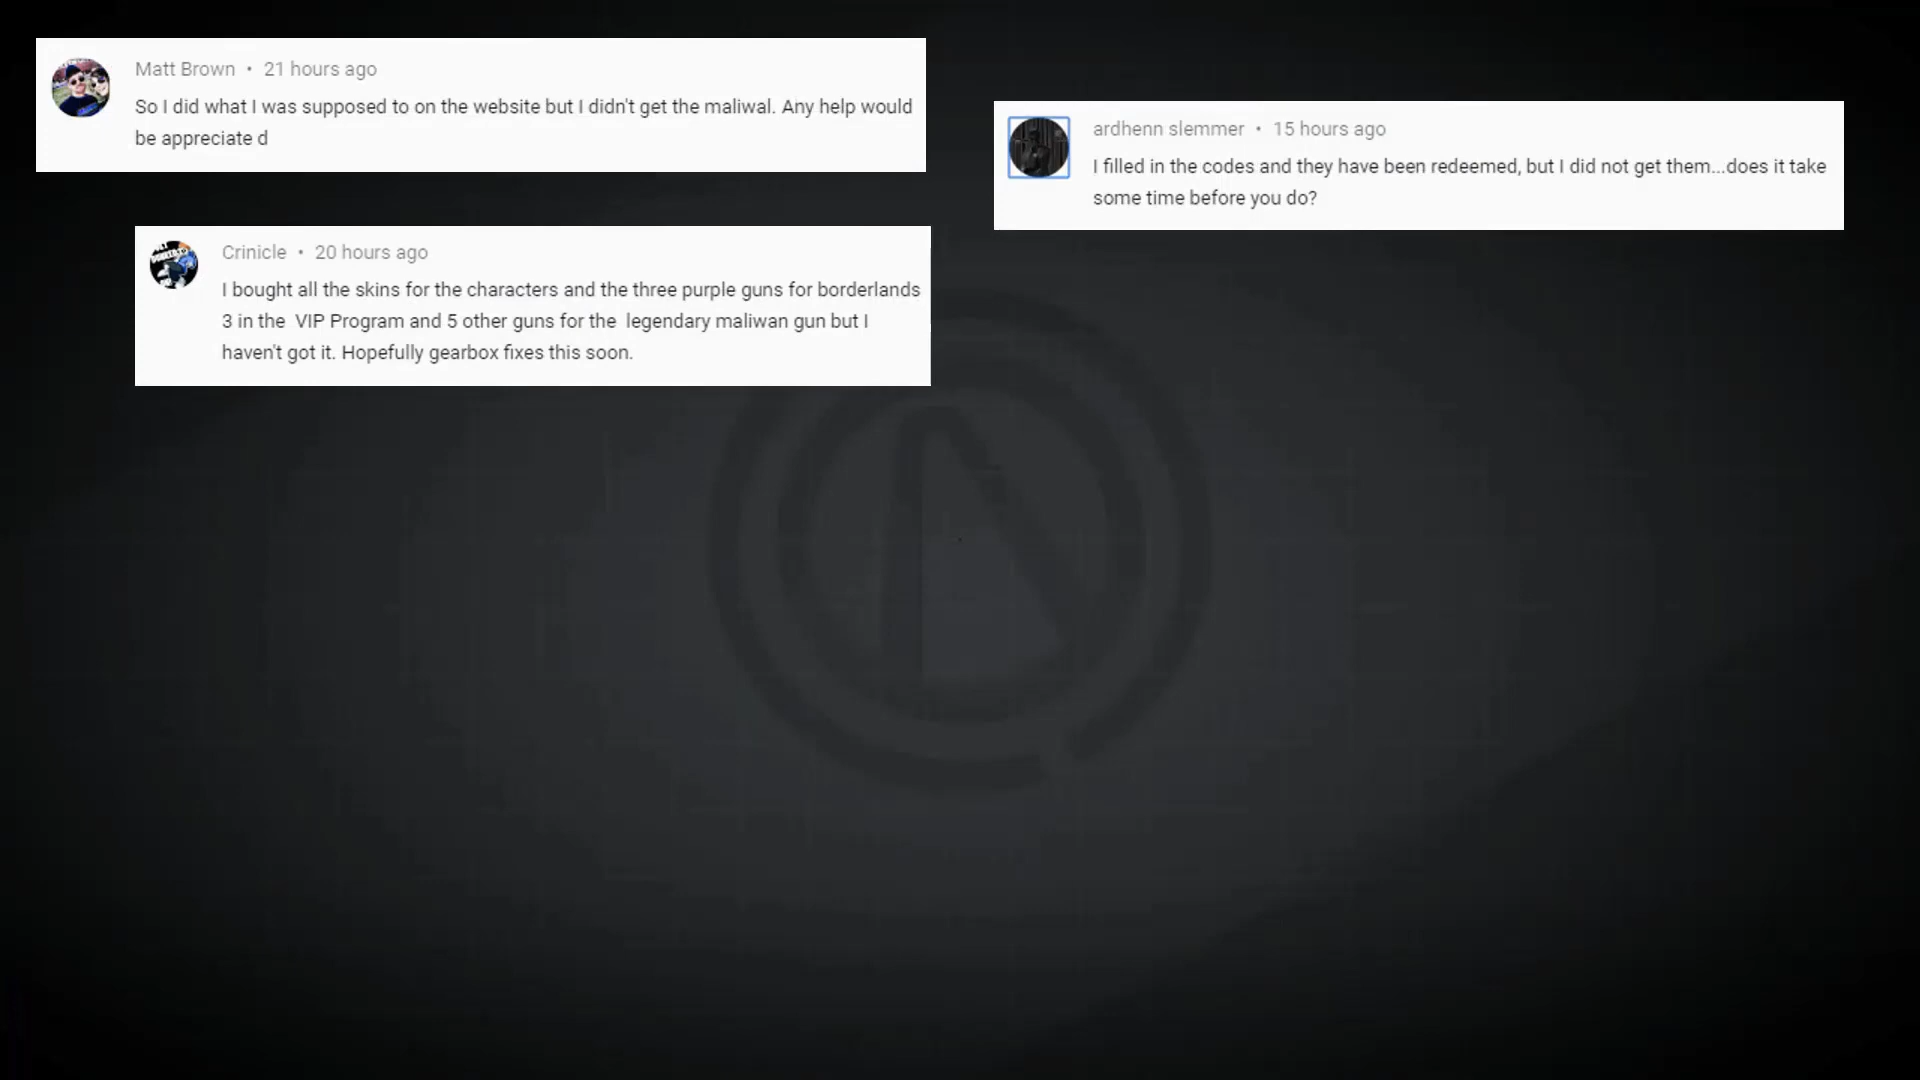 Matt Brown • 21 hours ago
So I did what I was supposed to on the website but I didn't get the maliwal. Any help would
be appreciate d
Crinicle • 20 hours ago
I bought all the skins for the characters and the three purple guns for borderlands
3 in the  VIP Program and 5 other guns for the  legendary maliwan gun but I
haven't got it. Hopefully gearbox fixes this soon.
ardhenn slemmer • 15 hours ago
I filled in the codes and they have been redeemed, but I did not get them...does it take
some time before you do?